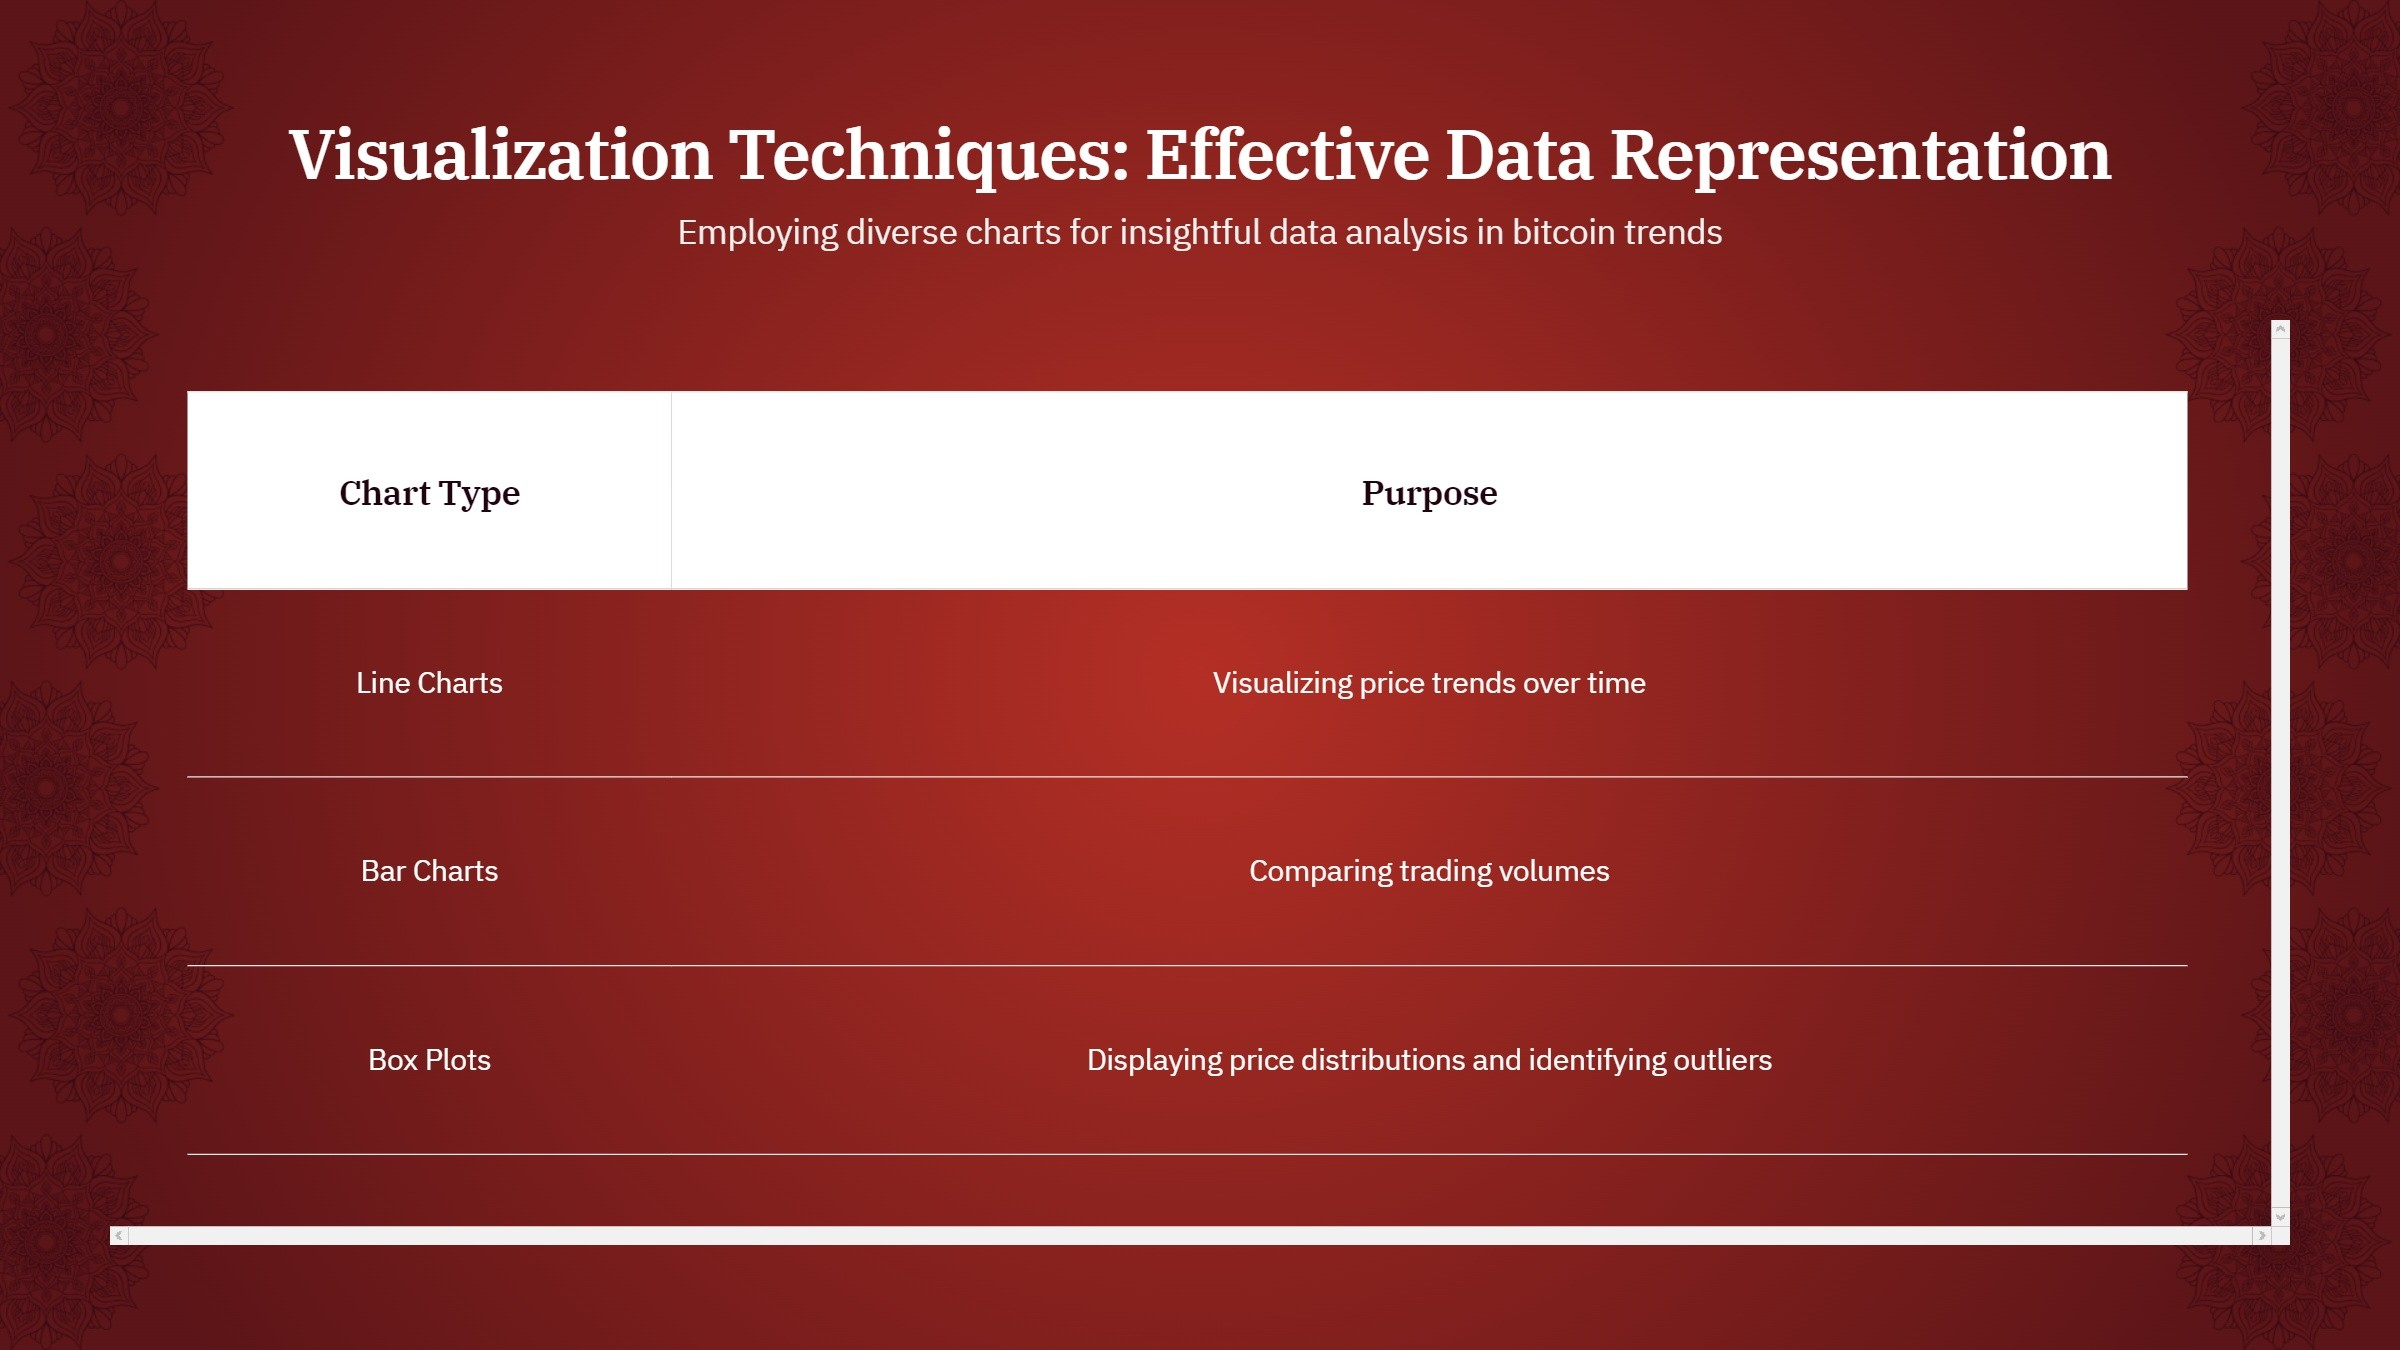 Visualization Techniques: Effective Data Representation
Employing diverse charts for insightful data analysis in bitcoin trends
Chart Type Purpose
Line Charts Visualizing price trends over time
Bar Charts Comparing trading volumes
Box Plots Displaying price distributions and identifying outliers